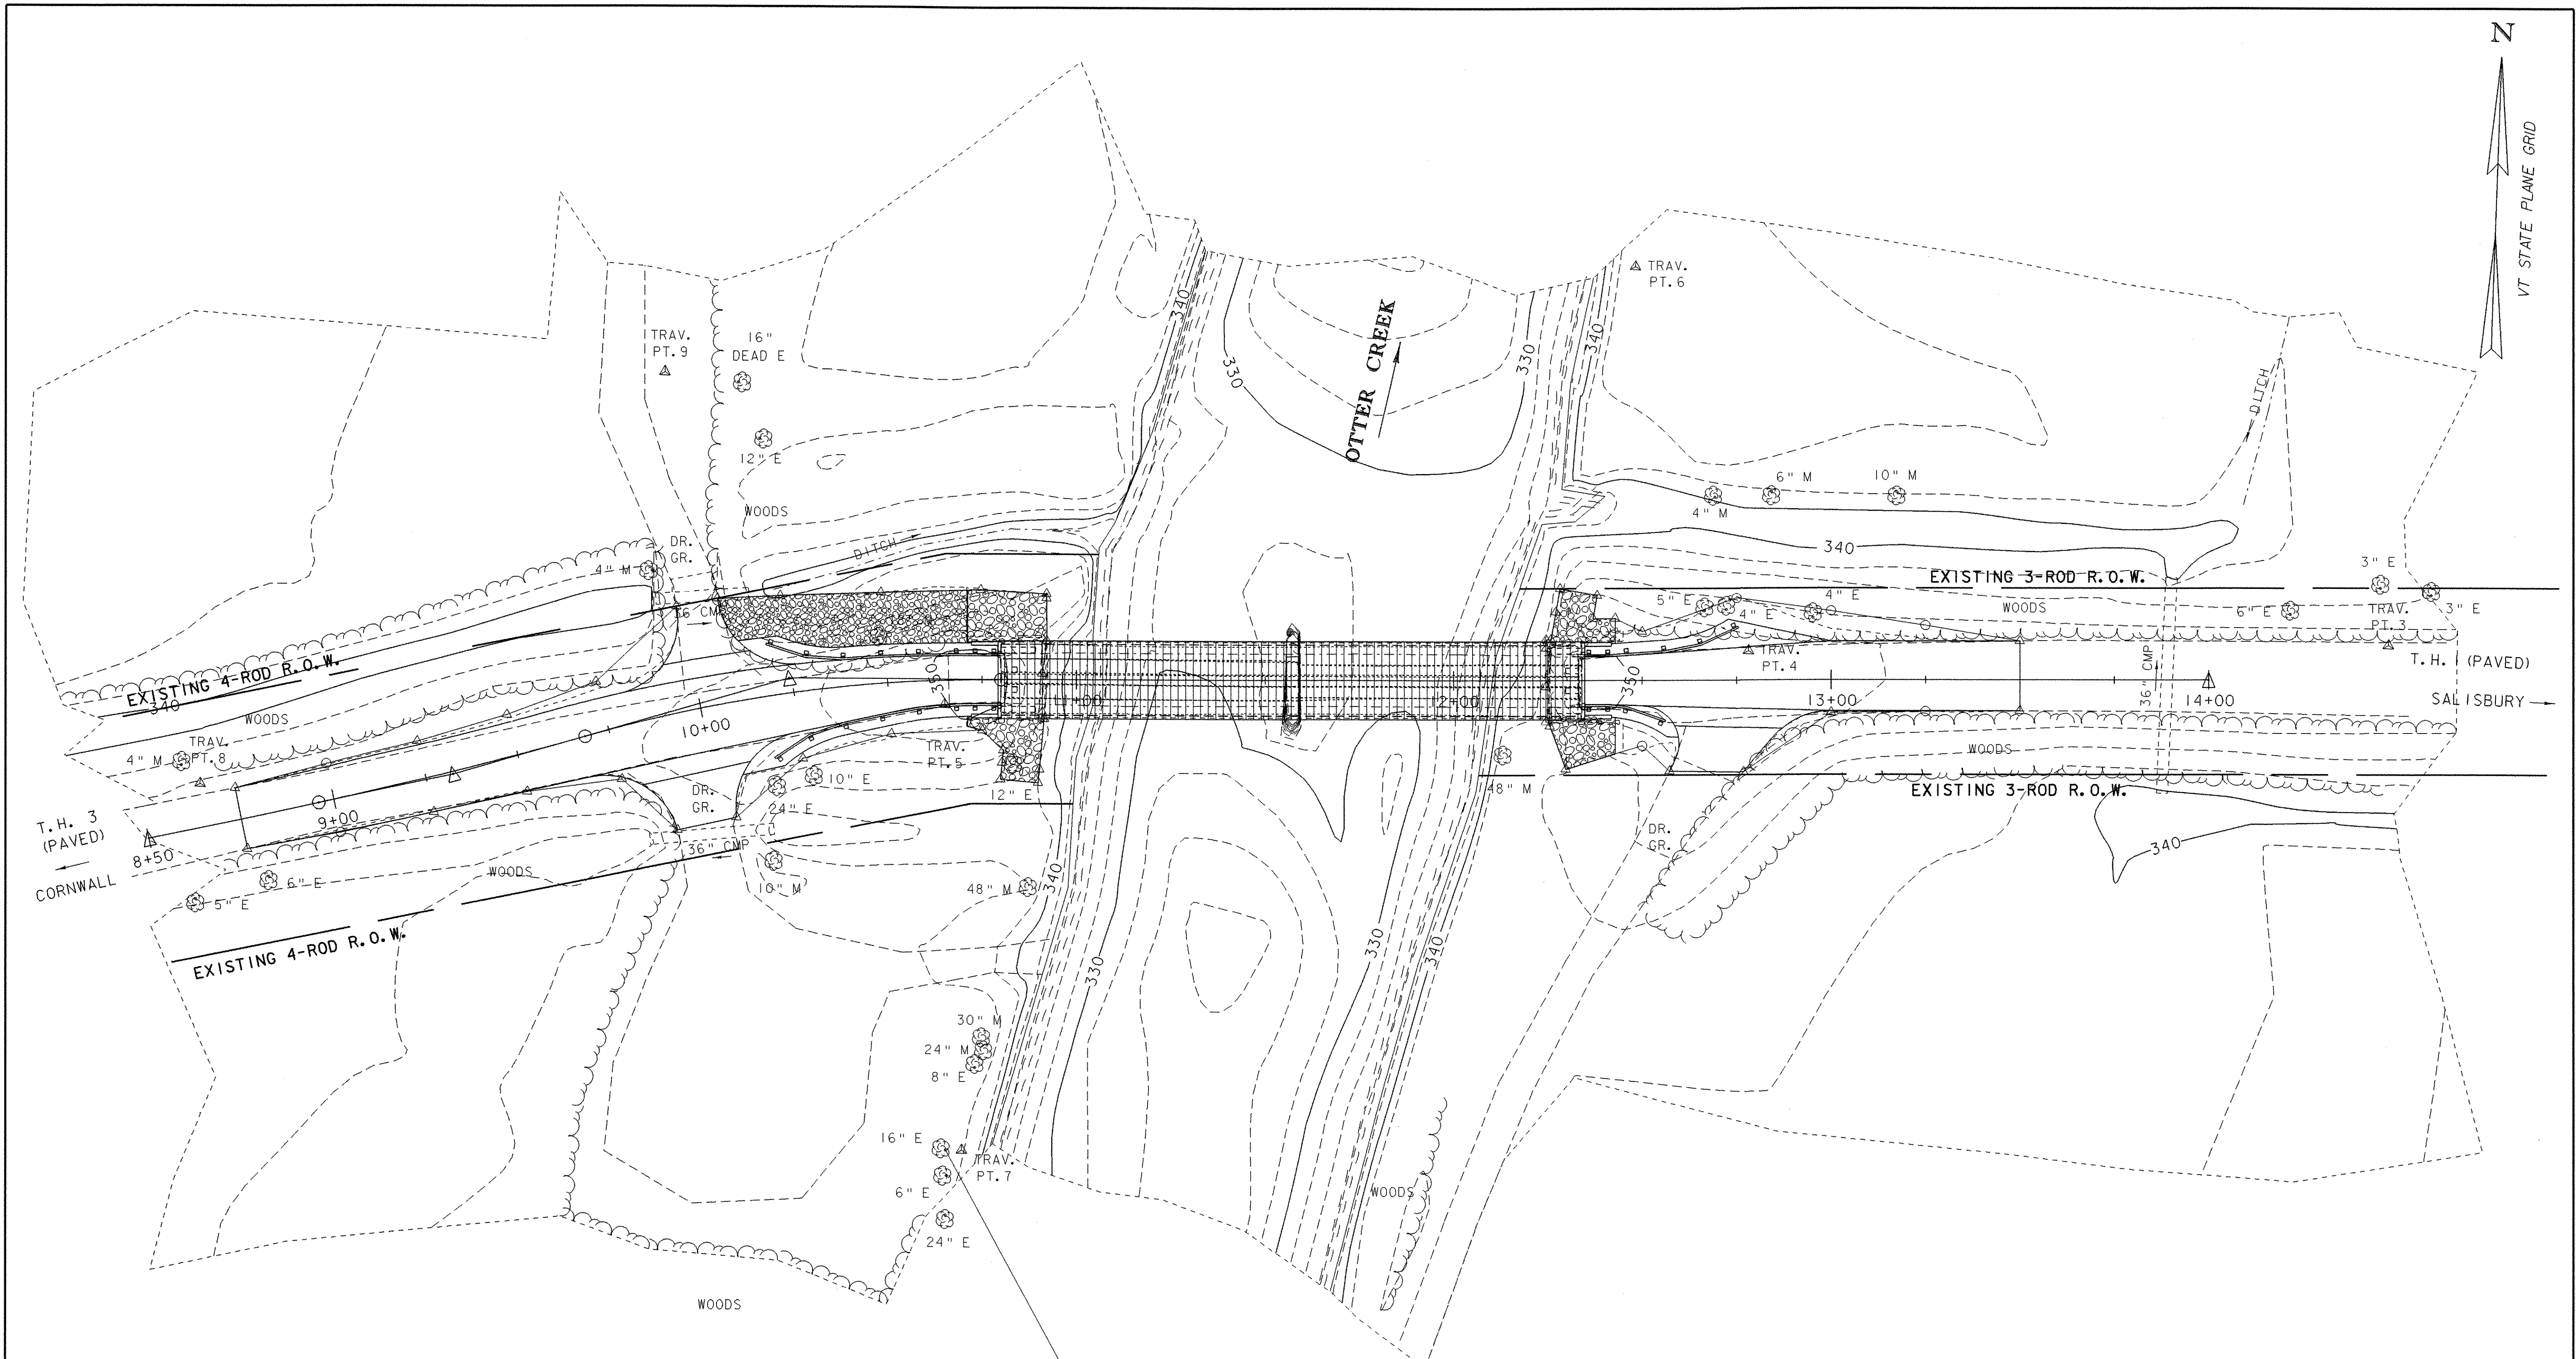 N
VT STATE PLANE GRID
TRAV.
PT. 6
OTTER CREEK
340
340
330
330
TRAV.
PT. 9
16"
DEAD E
12" E
WOODS
DITCH
DITCH
6" M
10" M
4" M
DR.
GR.
4" M
340
EXISTING 3-ROD R.O.W.
3" E
4" E
5" E
4" E
WOODS
6" E
3" E
TRAV.
PT. 3
EXISTING 4-ROD R.O.W.
340
WOODS
350
TRAV.
PT. 4
350
T.H. 1 (PAVED)
SALISBURY
36" CMP
10+00
11+00
12+00
13+00
14+00
TRAV.
PT. 8
4" M
TRAV.
PT. 5
WOODS
10" E
12" E
24" E
48" M
EXISTING 3-ROD R.O.W.
DR.
GR.
9+00
T.H. 3
(PAVED)
8+50
CORNWALL
DR.
GR.
36" CMP
10" M
WOODS
6" E
5" E
48" M
340
340
EXISTING 4-ROD R.O.W.
330
330
340
30" M
24" M
8" E
16" E
TRAV.
PT. 7
6" E
24" E
WOODS
WOODS